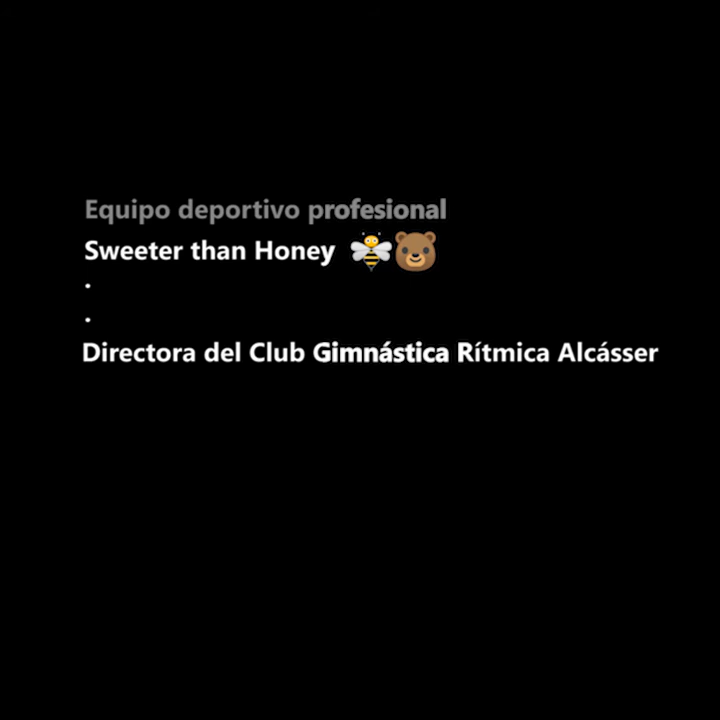 Equipo deportivo profesional
Sweeter than Honey 🐝🐻
.
.
Directora del Club Gimnástica Rítmica Alcásser